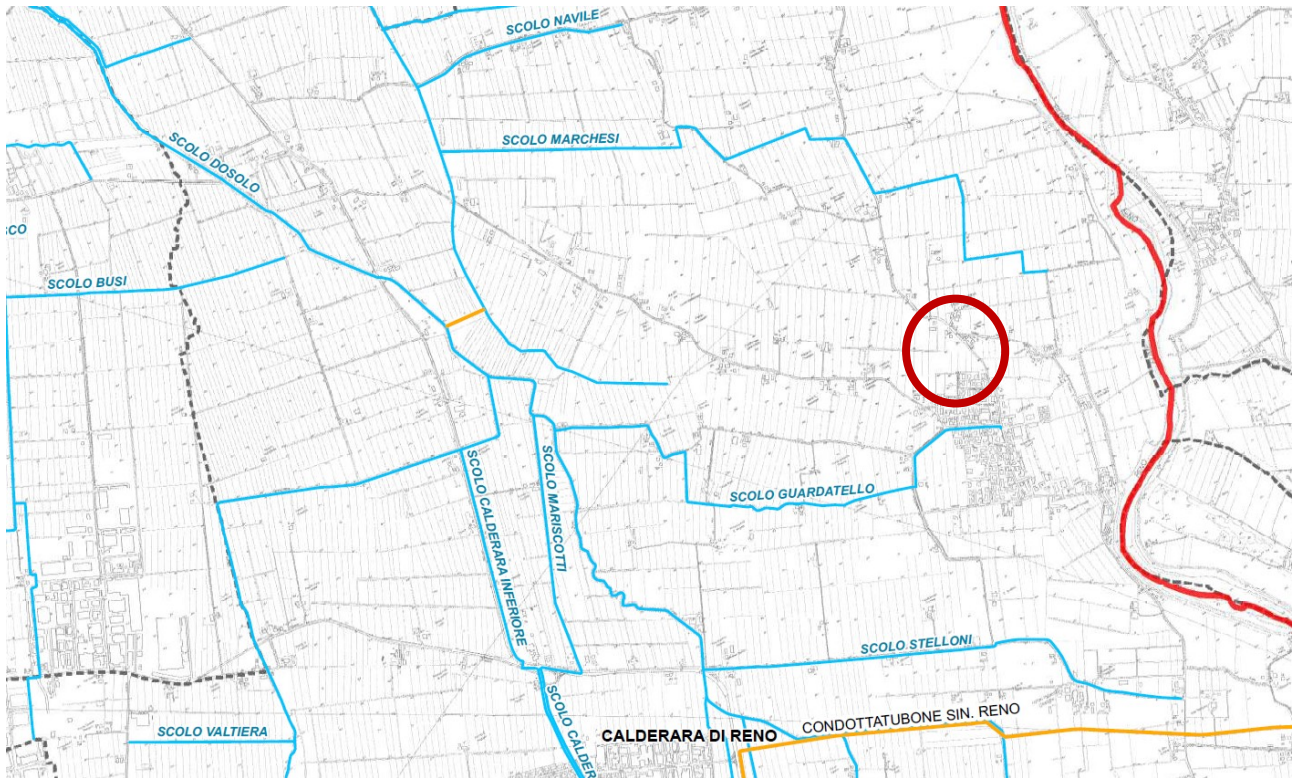 SCOLO NAVILE
SCOLO MARCHESI
SCOLO DOSOLO
SCO
SCOLO BUSI
SCOLO CALDERARA INFERIORE
SCOLO MARISCOTTI
SCOLO GUARDATELLO
SCOLO STELLONI
SCOLO CALDER
CONDOTTATUBONE SIN. RENO
SCOLO VALTIERA
CALDERARA DI RENO